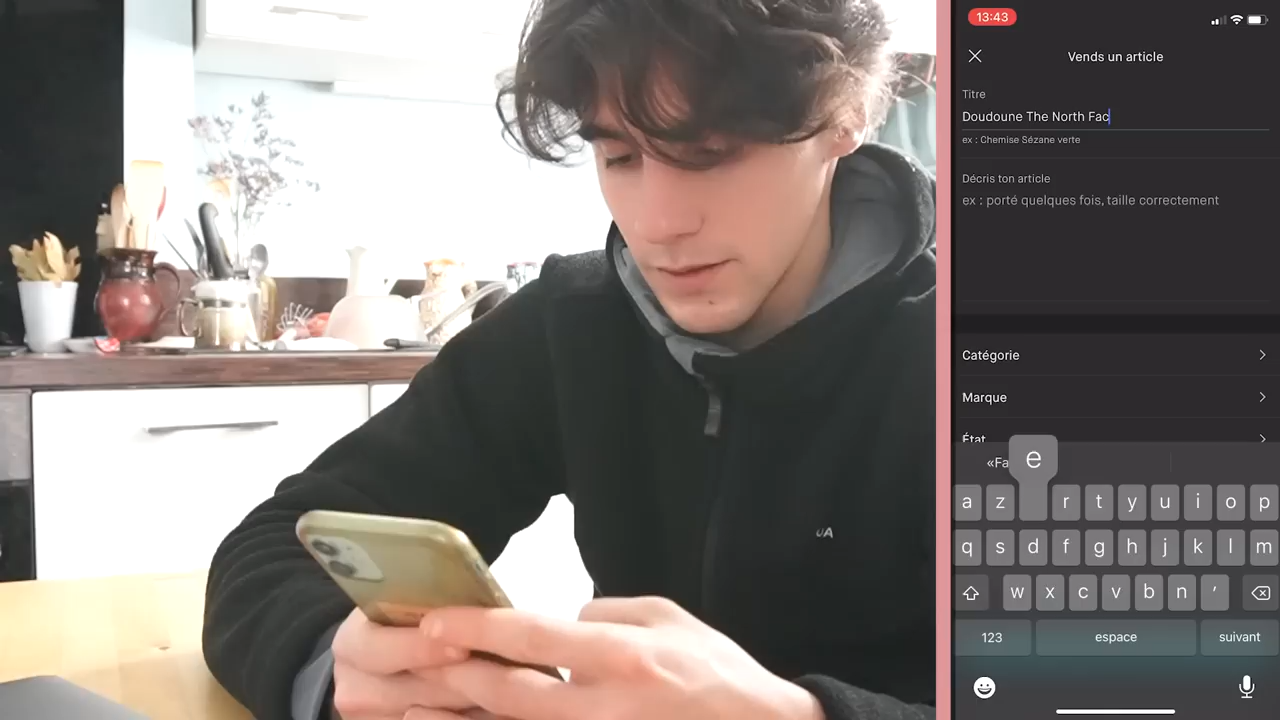 13:43
Vends un article
Titre
Doudoune The North Fac
ex : Chemise Sézane verte
Décris ton article
ex : porté quelques fois, taille correctement
Catégorie
Marque
État
«Fa
e
a z r t y u i o p
q s d f g h j k l m
w x c v b n ’
123 espace suivant